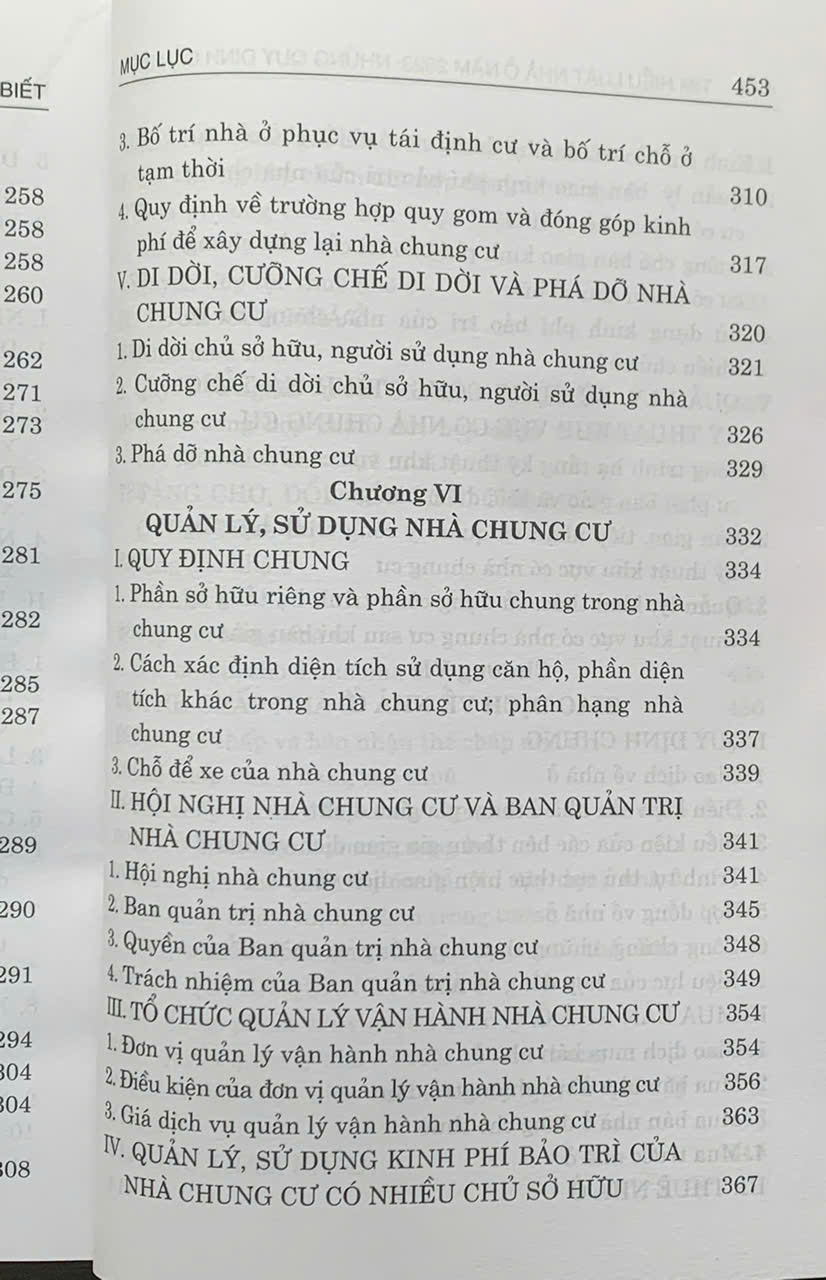 BIẾT
258
258
258
260
262
271
273
275
281
282
285
287
289
290
291
294
304
304
308
MỤC LỤC 453
3. Bố trí nhà ở phục vụ tái định cư và bố trí chỗ ở
tạm thời 310
4. Quy định về trường hợp quy gom và đóng góp kinh
phí để xây dựng lại nhà chung cư 317
V. DI DỜI, CƯỠNG CHẾ DI DỜI VÀ PHÁ DỠ NHÀ
CHUNG CƯ 320
1. Di dời chủ sở hữu, người sử dụng nhà chung cư 321
2. Cưỡng chế di dời chủ sở hữu, người sử dụng nhà
chung cư 326
3. Phá dỡ nhà chung cư 329
Chương VI
QUẢN LÝ, SỬ DỤNG NHÀ CHUNG CƯ 332
I. QUY ĐỊNH CHUNG 334
1. Phần sở hữu riêng và phần sở hữu chung trong nhà
chung cư 334
2. Cách xác định diện tích sử dụng căn hộ, phần diện
tích khác trong nhà chung cư; phân hạng nhà
chung cư 337
3. Chỗ để xe của nhà chung cư 339
II. HỘI NGHỊ NHÀ CHUNG CƯ VÀ BAN QUẢN TRỊ
NHÀ CHUNG CƯ 341
1. Hội nghị nhà chung cư 341
2. Ban quản trị nhà chung cư 345
3. Quyền của Ban quản trị nhà chung cư 348
4. Trách nhiệm của Ban quản trị nhà chung cư 349
III. TỔ CHỨC QUẢN LÝ VẬN HÀNH NHÀ CHUNG CƯ 354
1. Đơn vị quản lý vận hành nhà chung cư 354
2. Điều kiện của đơn vị quản lý vận hành nhà chung cư 356
3. Giá dịch vụ quản lý vận hành nhà chung cư 363
IV. QUẢN LÝ, SỬ DỤNG KINH PHÍ BẢO TRÌ CỦA
NHÀ CHUNG CƯ CÓ NHIỀU CHỦ SỞ HỮU 367